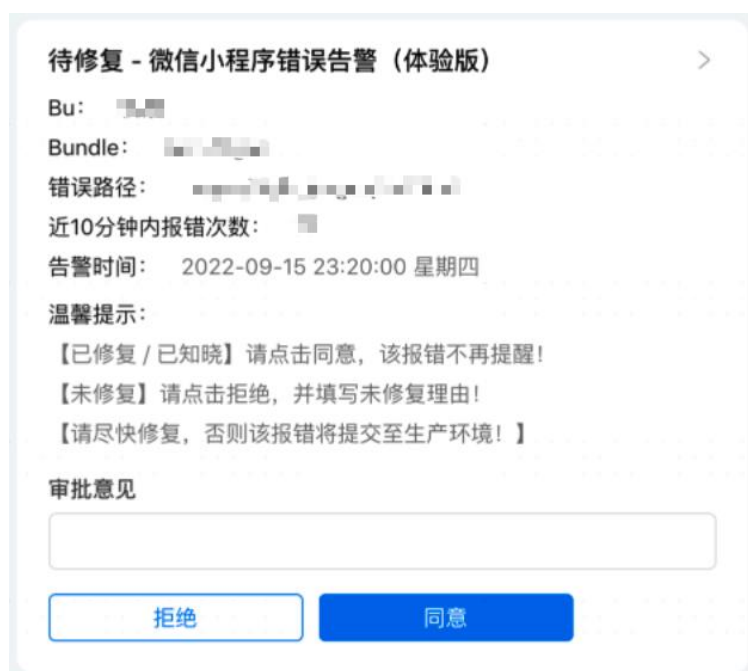 待修复 - 微信小程序错误告警（体验版）
Bu：
Bundle：
错误路径：
近10分钟内报错次数：
告警时间： 2022-09-15 23:20:00 星期四
温馨提示：
【已修复 / 已知晓】请点击同意，该报错不再提醒！
【未修复】请点击拒绝，并填写未修复理由！
【请尽快修复，否则该报错将提交至生产环境！】
审批意见
拒绝
同意